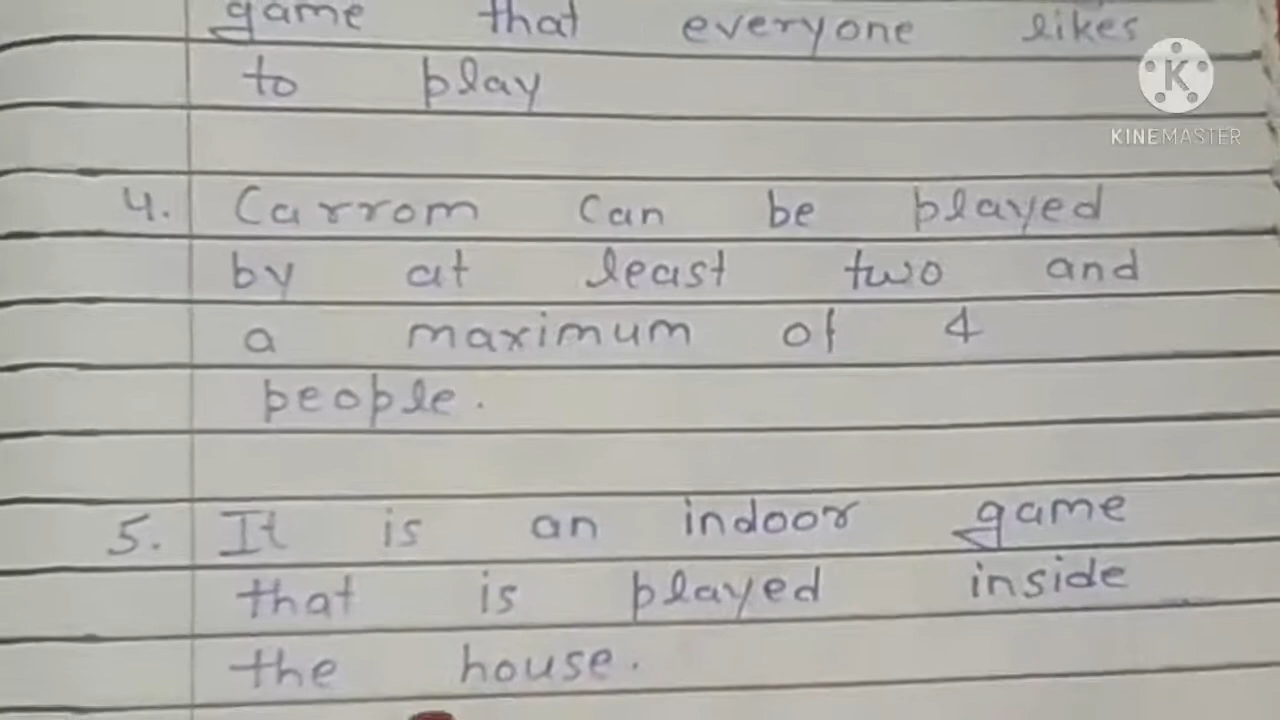 game that everyone likes
to play
K
KINEMASTER
4. Carrom can be played
by at least two and
a maximum of 4
people.
5. It is an indoor game
that is played inside
the house.